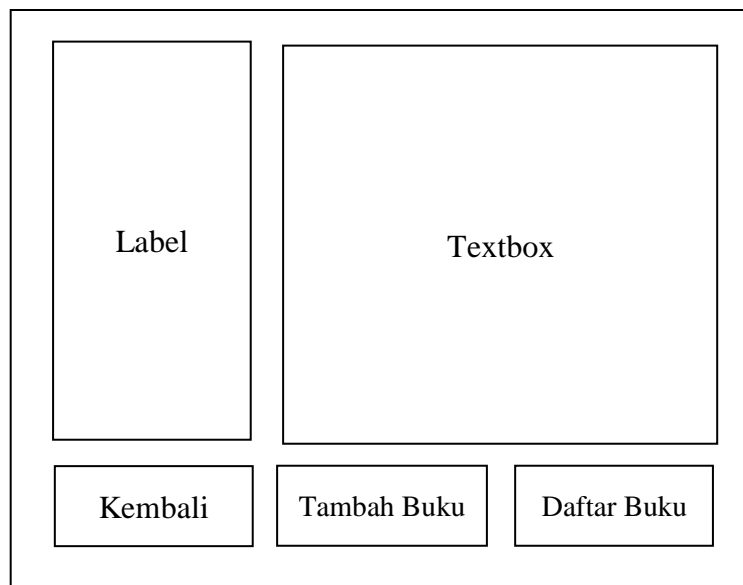 Label
Textbox
Kembali
Tambah Buku
Daftar Buku